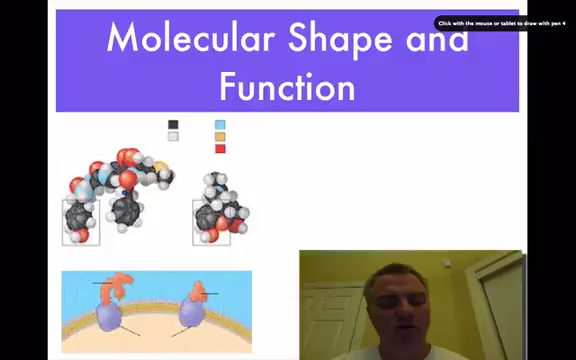 Click with the mouse or tablet to draw with pen 4
Molecular Shape and
Function